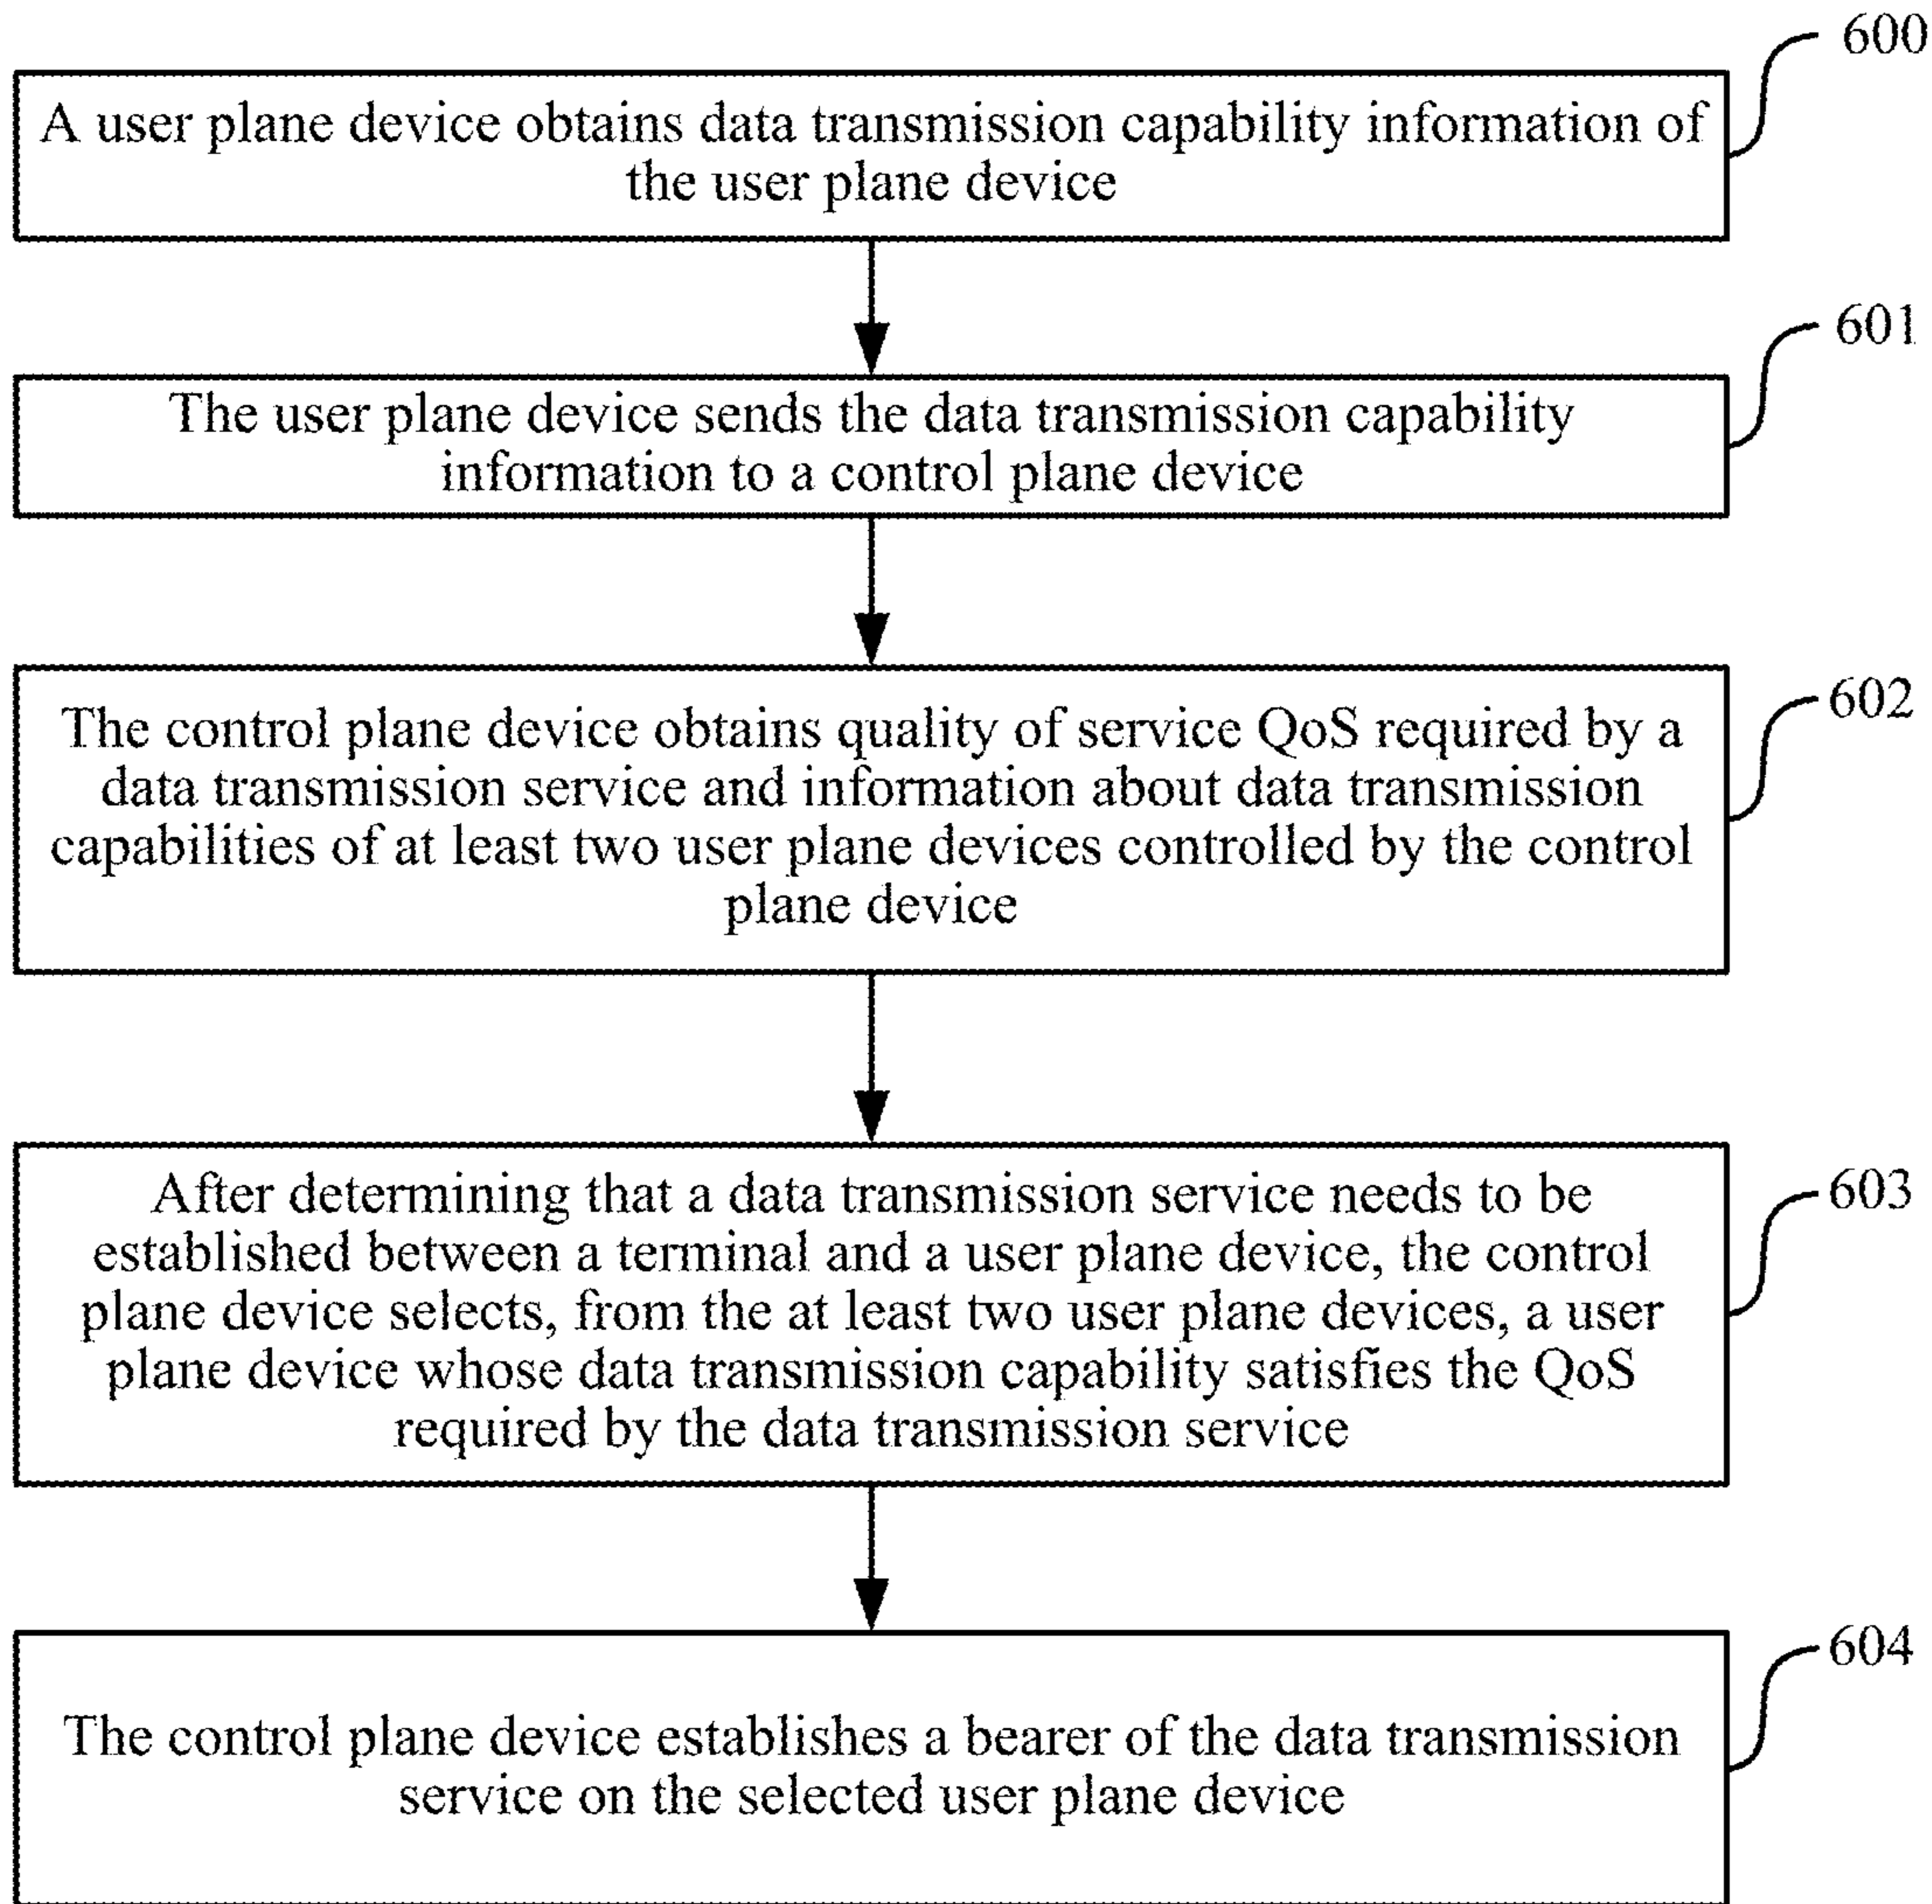 600
A user plane device obtains data transmission capability information of
the user plane device
601
The user plane device sends the data transmission capability
information to a control plane device
602
The control plane device obtains quality of service QoS required by a
data transmission service and information about data transmission
capabilities of at least two user plane devices controlled by the control
plane device
603
After determining that a data transmission service needs to be
established between a terminal and a user plane device, the control
plane device selects, from the at least two user plane devices, a user
plane device whose data transmission capability satisfies the QoS
required by the data transmission service
604
The control plane device establishes a bearer of the data transmission
service on the selected user plane device